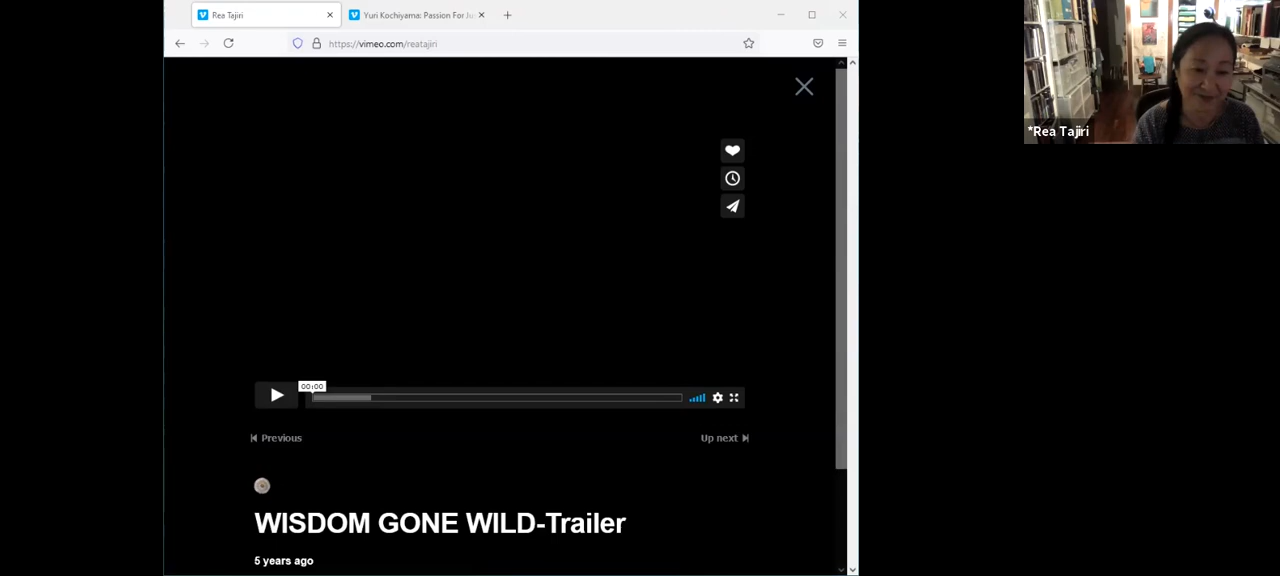 Rea Tajiri
Yuri Kochiyama: Passion For Ju
https://vimeo.com/reatajiri
00:00
Previous
Up next
WISDOM GONE WILD-Trailer
5 years ago
*Rea Tajiri